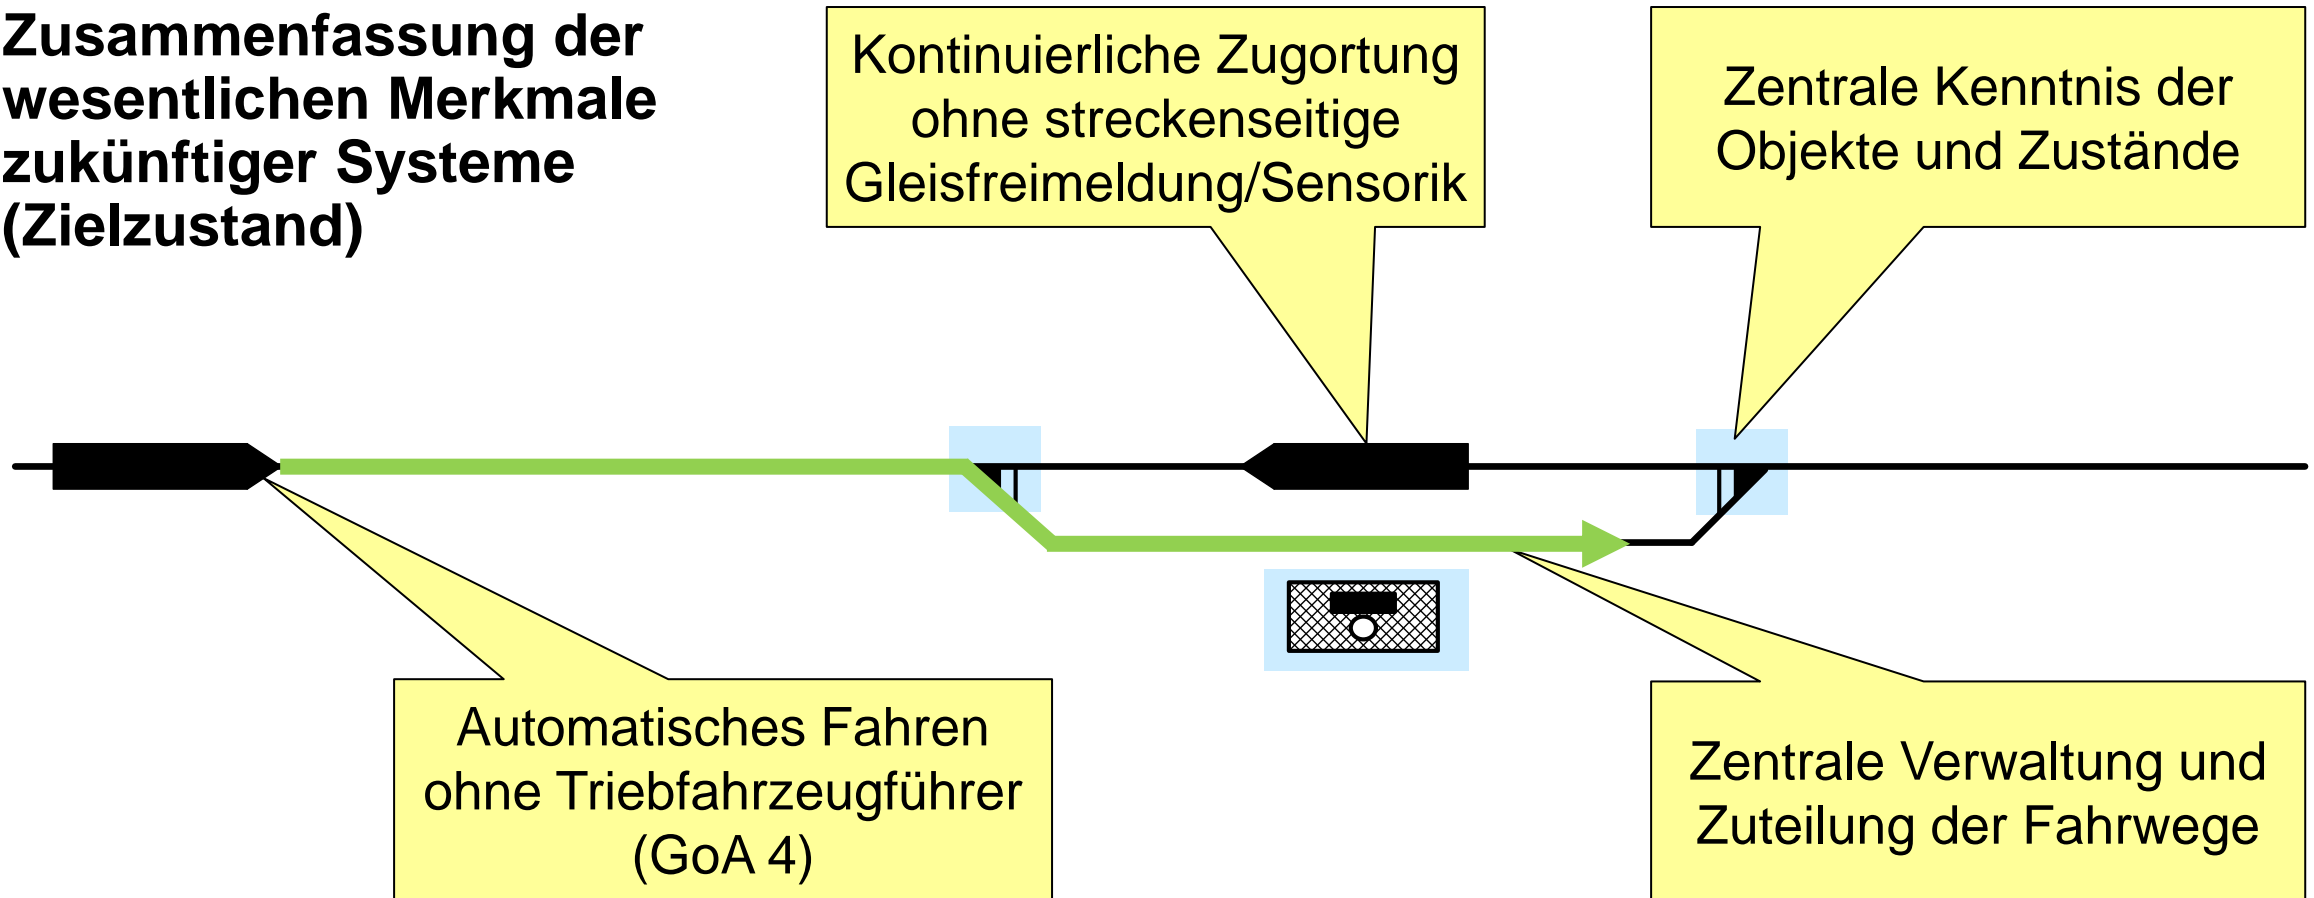 Zusammenfassung der
wesentlichen Merkmale
zukünftiger Systeme
(Zielzustand)
Kontinuierliche Zugortung
ohne streckenseitige
Gleisfreimeldung/Sensorik
Zentrale Kenntnis der
Objekte und Zustände
Automatisches Fahren
ohne Triebfahrzeugführer
(GoA 4)
Zentrale Verwaltung und
Zuteilung der Fahrwege